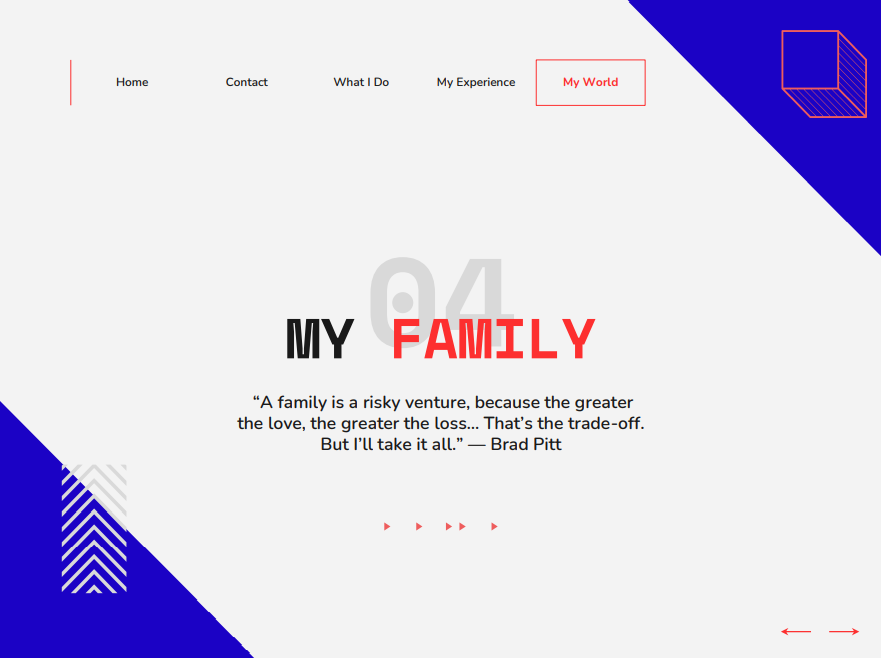 Home
Contact
What I Do
My Experience
My World
04
MY FAMILY
“A family is a risky venture, because the greater
the love, the greater the loss... That’s the trade-off.
But I’ll take it all.” — Brad Pitt